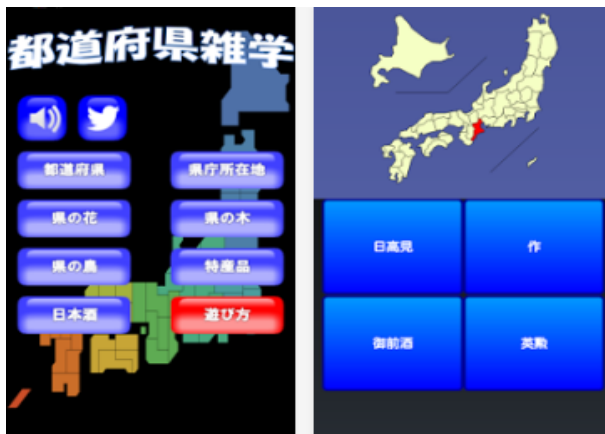 都道府県雑学
都道府県
県庁所在地
県の花
県の木
県の鳥
特産品
日本酒
遊び方
日高見
作
御前酒
英勲